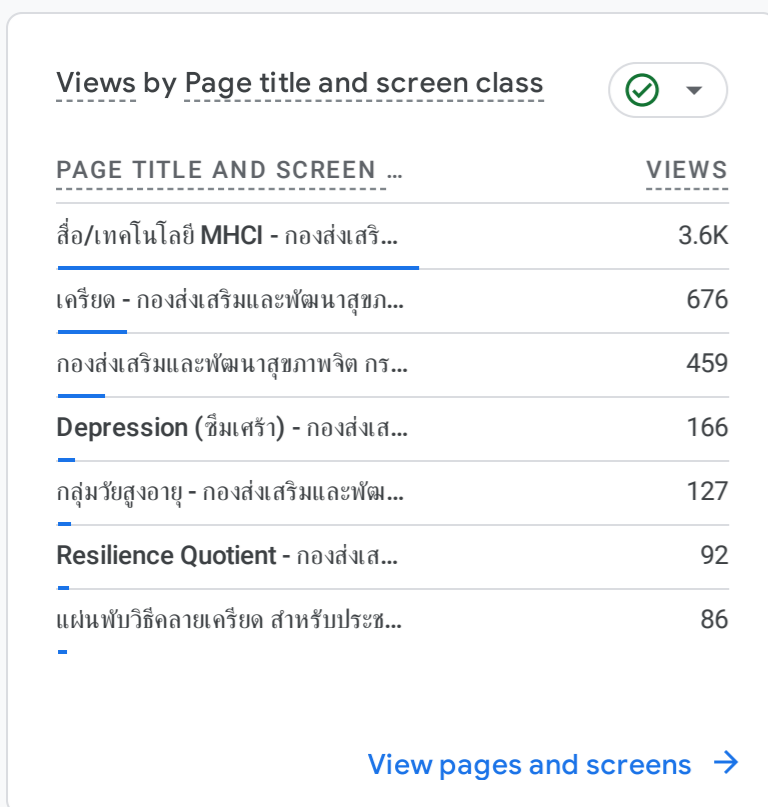 Views by Page title and screen class
PAGE TITLE AND SCREEN ...
VIEWS
สื่อ/เทคโนโลยี MHCI - กองส่งเสริ...
3.6K
เครียด - กองส่งเสริมและพัฒนาสุขภ...
676
กองส่งเสริมและพัฒนาสุขภาพจิต กร...
459
Depression (ซึมเศร้า) - กองส่งเส...
166
กลุ่มวัยสูงอายุ - กองส่งเสริมและพัฒ...
127
Resilience Quotient - กองส่งเส...
92
แผ่นพับวิธีคลายเครียด สำหรับประช...
86
View pages and screens